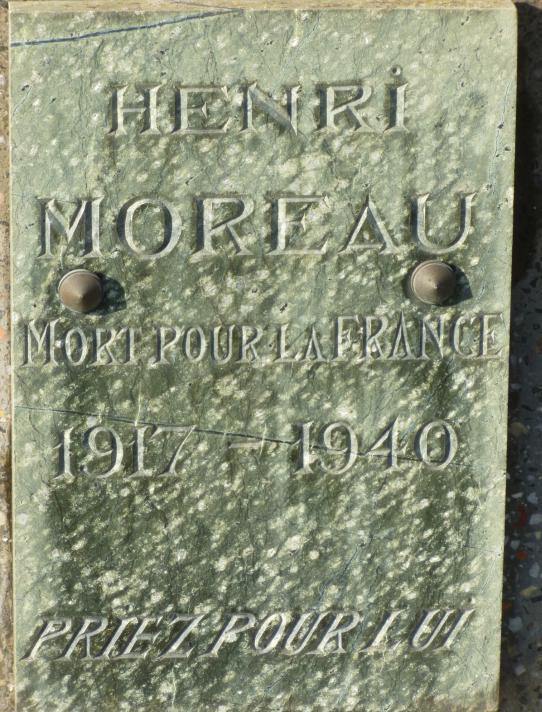 HENRi
MOREAU
MORT POUR LA FRANCE
1917 - 1940
PRIEZ POUR LUI